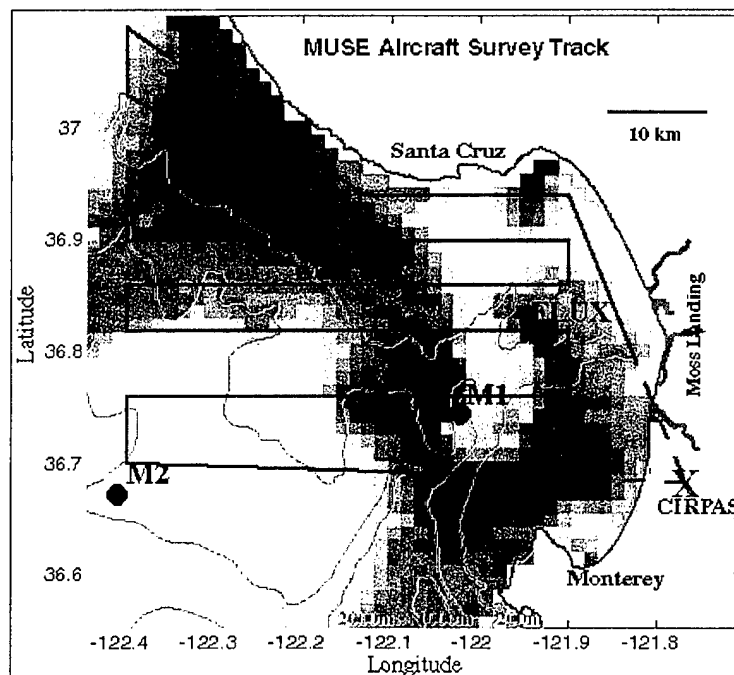 MUSE Aircraft Survey Track
37
10 km
Santa Cruz
36.9
Latitude
LUX
Moss Landing
36.8
M1
36.7
M2
X
CIRPAS
36.6
Monterey
-122.4 -122.3 -122.2 -122.1 -122 -121.9 -121.8
Longitude